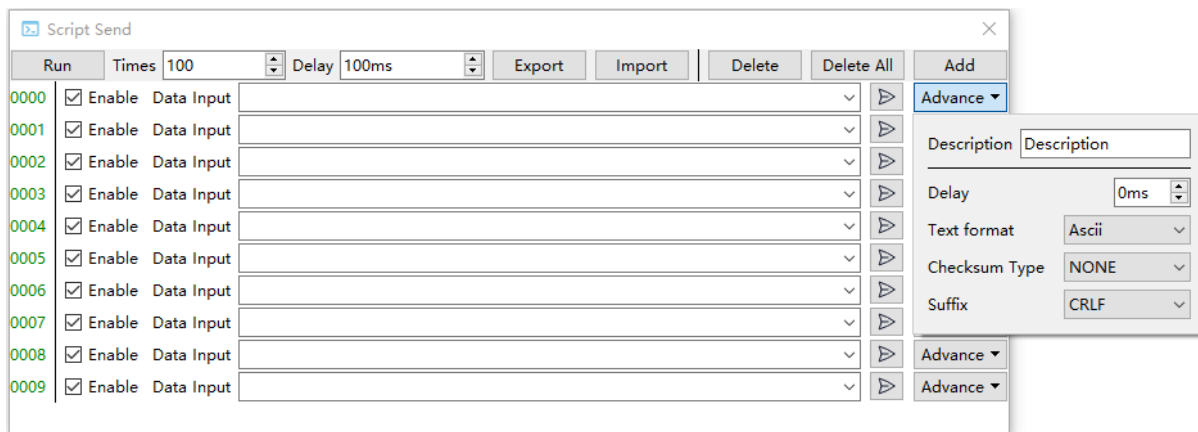 Script Send
Run Times 100 Delay 100ms Export Import Delete Delete All Add
0000 Enable Data Input Advance
0001 Enable Data Input
Description Description
0002 Enable Data Input
0003 Enable Data Input
Delay 0ms
0004 Enable Data Input
Text format Ascii
0005 Enable Data Input
Checksum Type NONE
0006 Enable Data Input
Suffix CRLF
0007 Enable Data Input
0008 Enable Data Input Advance
0009 Enable Data Input Advance